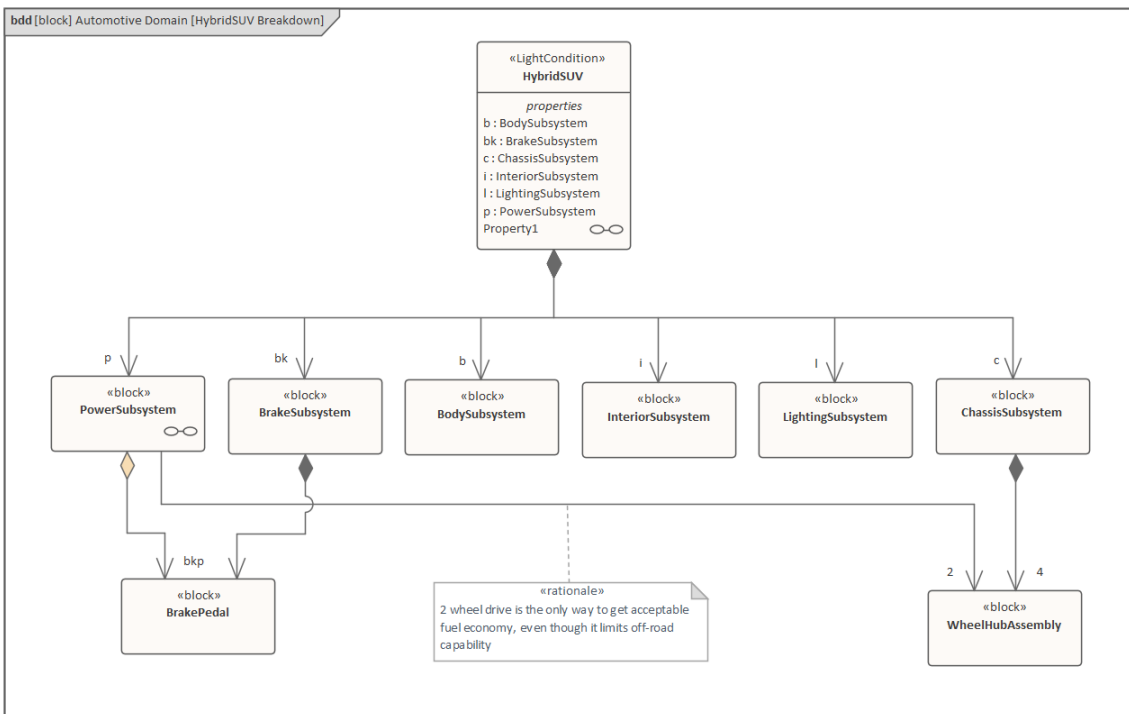 bdd [block] Automotive Domain [HybridSUV Breakdown]
«LightCondition»
HybridSUV
properties
b : BodySubsystem
bk : BrakeSubsystem
c : ChassisSubsystem
i : InteriorSubsystem
l : LightingSubsystem
p : PowerSubsystem
Property1
p
bk
b
i
l
c
«block»
PowerSubsystem
«block»
BrakeSubsystem
«block»
BodySubsystem
«block»
InteriorSubsystem
«block»
LightingSubsystem
«block»
ChassisSubsystem
bkp
2
4
«block»
BrakePedal
«rationale»
2 wheel drive is the only way to get acceptable
fuel economy, even though it limits off-road
capability
«block»
WheelHubAssembly